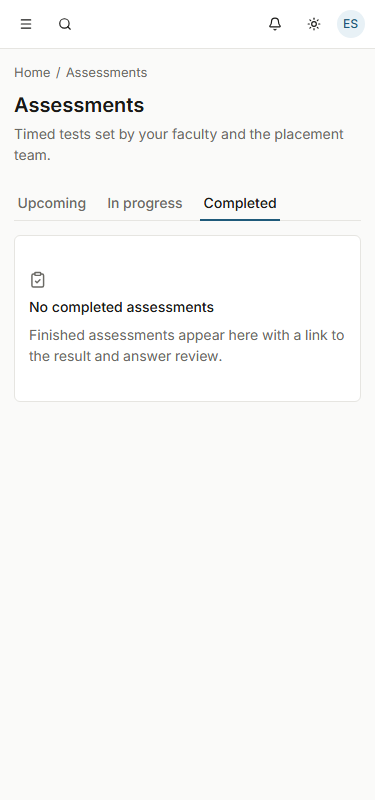 ES
Home / Assessments
Assessments
Timed tests set by your faculty and the placement
team.
Upcoming In progress Completed
No completed assessments
Finished assessments appear here with a link to
the result and answer review.